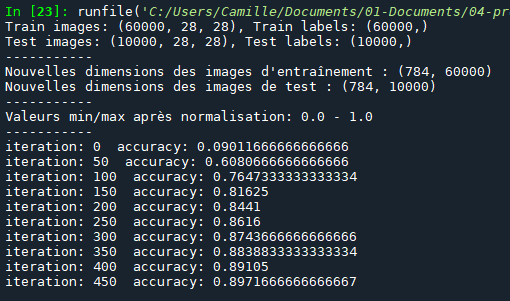 In [23]: runfile('C:/Users/Camille/Documents/01-Documents/04-pr
Train images: (60000, 28, 28), Train labels: (60000,)
Test images: (10000, 28, 28), Test labels: (10000,)
-----------
Nouvelles dimensions des images d'entraînement : (784, 60000)
Nouvelles dimensions des images de test : (784, 10000)
-----------
Valeurs min/max après normalisation: 0.0 - 1.0
-----------
iteration: 0  accuracy: 0.09011666666666666
iteration: 50  accuracy: 0.6080666666666666
iteration: 100  accuracy: 0.7647333333333334
iteration: 150  accuracy: 0.81625
iteration: 200  accuracy: 0.8441
iteration: 250  accuracy: 0.8616
iteration: 300  accuracy: 0.8743666666666666
iteration: 350  accuracy: 0.8838833333333334
iteration: 400  accuracy: 0.89105
iteration: 450  accuracy: 0.8971666666666667